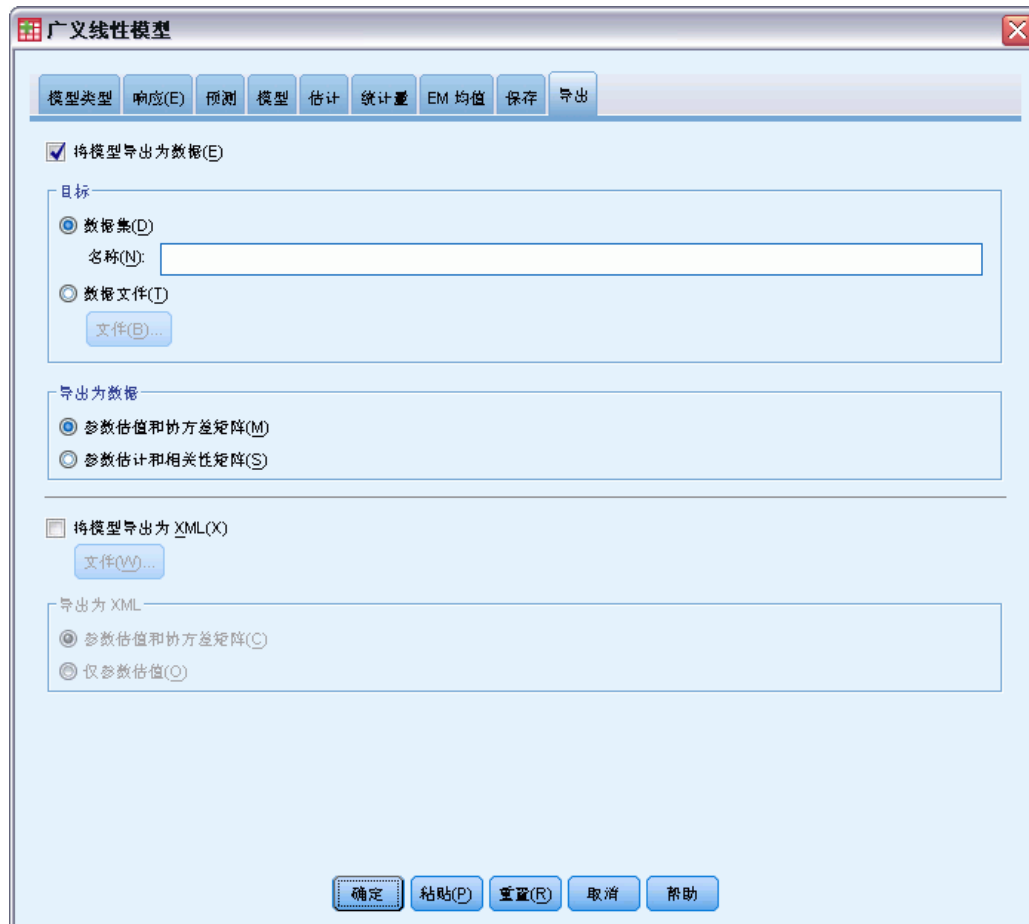 广义线性模型
模型类型 响应(E) 预测 模型 估计 统计量 EM 均值 保存 导出
将模型导出为数据(E)
目标
数据集(D)
名称(N):
数据文件(T)
文件(B)...
导出为数据
参数估值和协方差矩阵(M)
参数估计和相关性矩阵(S)
将模型导出为 XML(X)
文件(W)...
导出为 XML
参数估值和协方差矩阵(C)
仅参数估值(O)
确定 粘贴(P) 重置(R) 取消 帮助